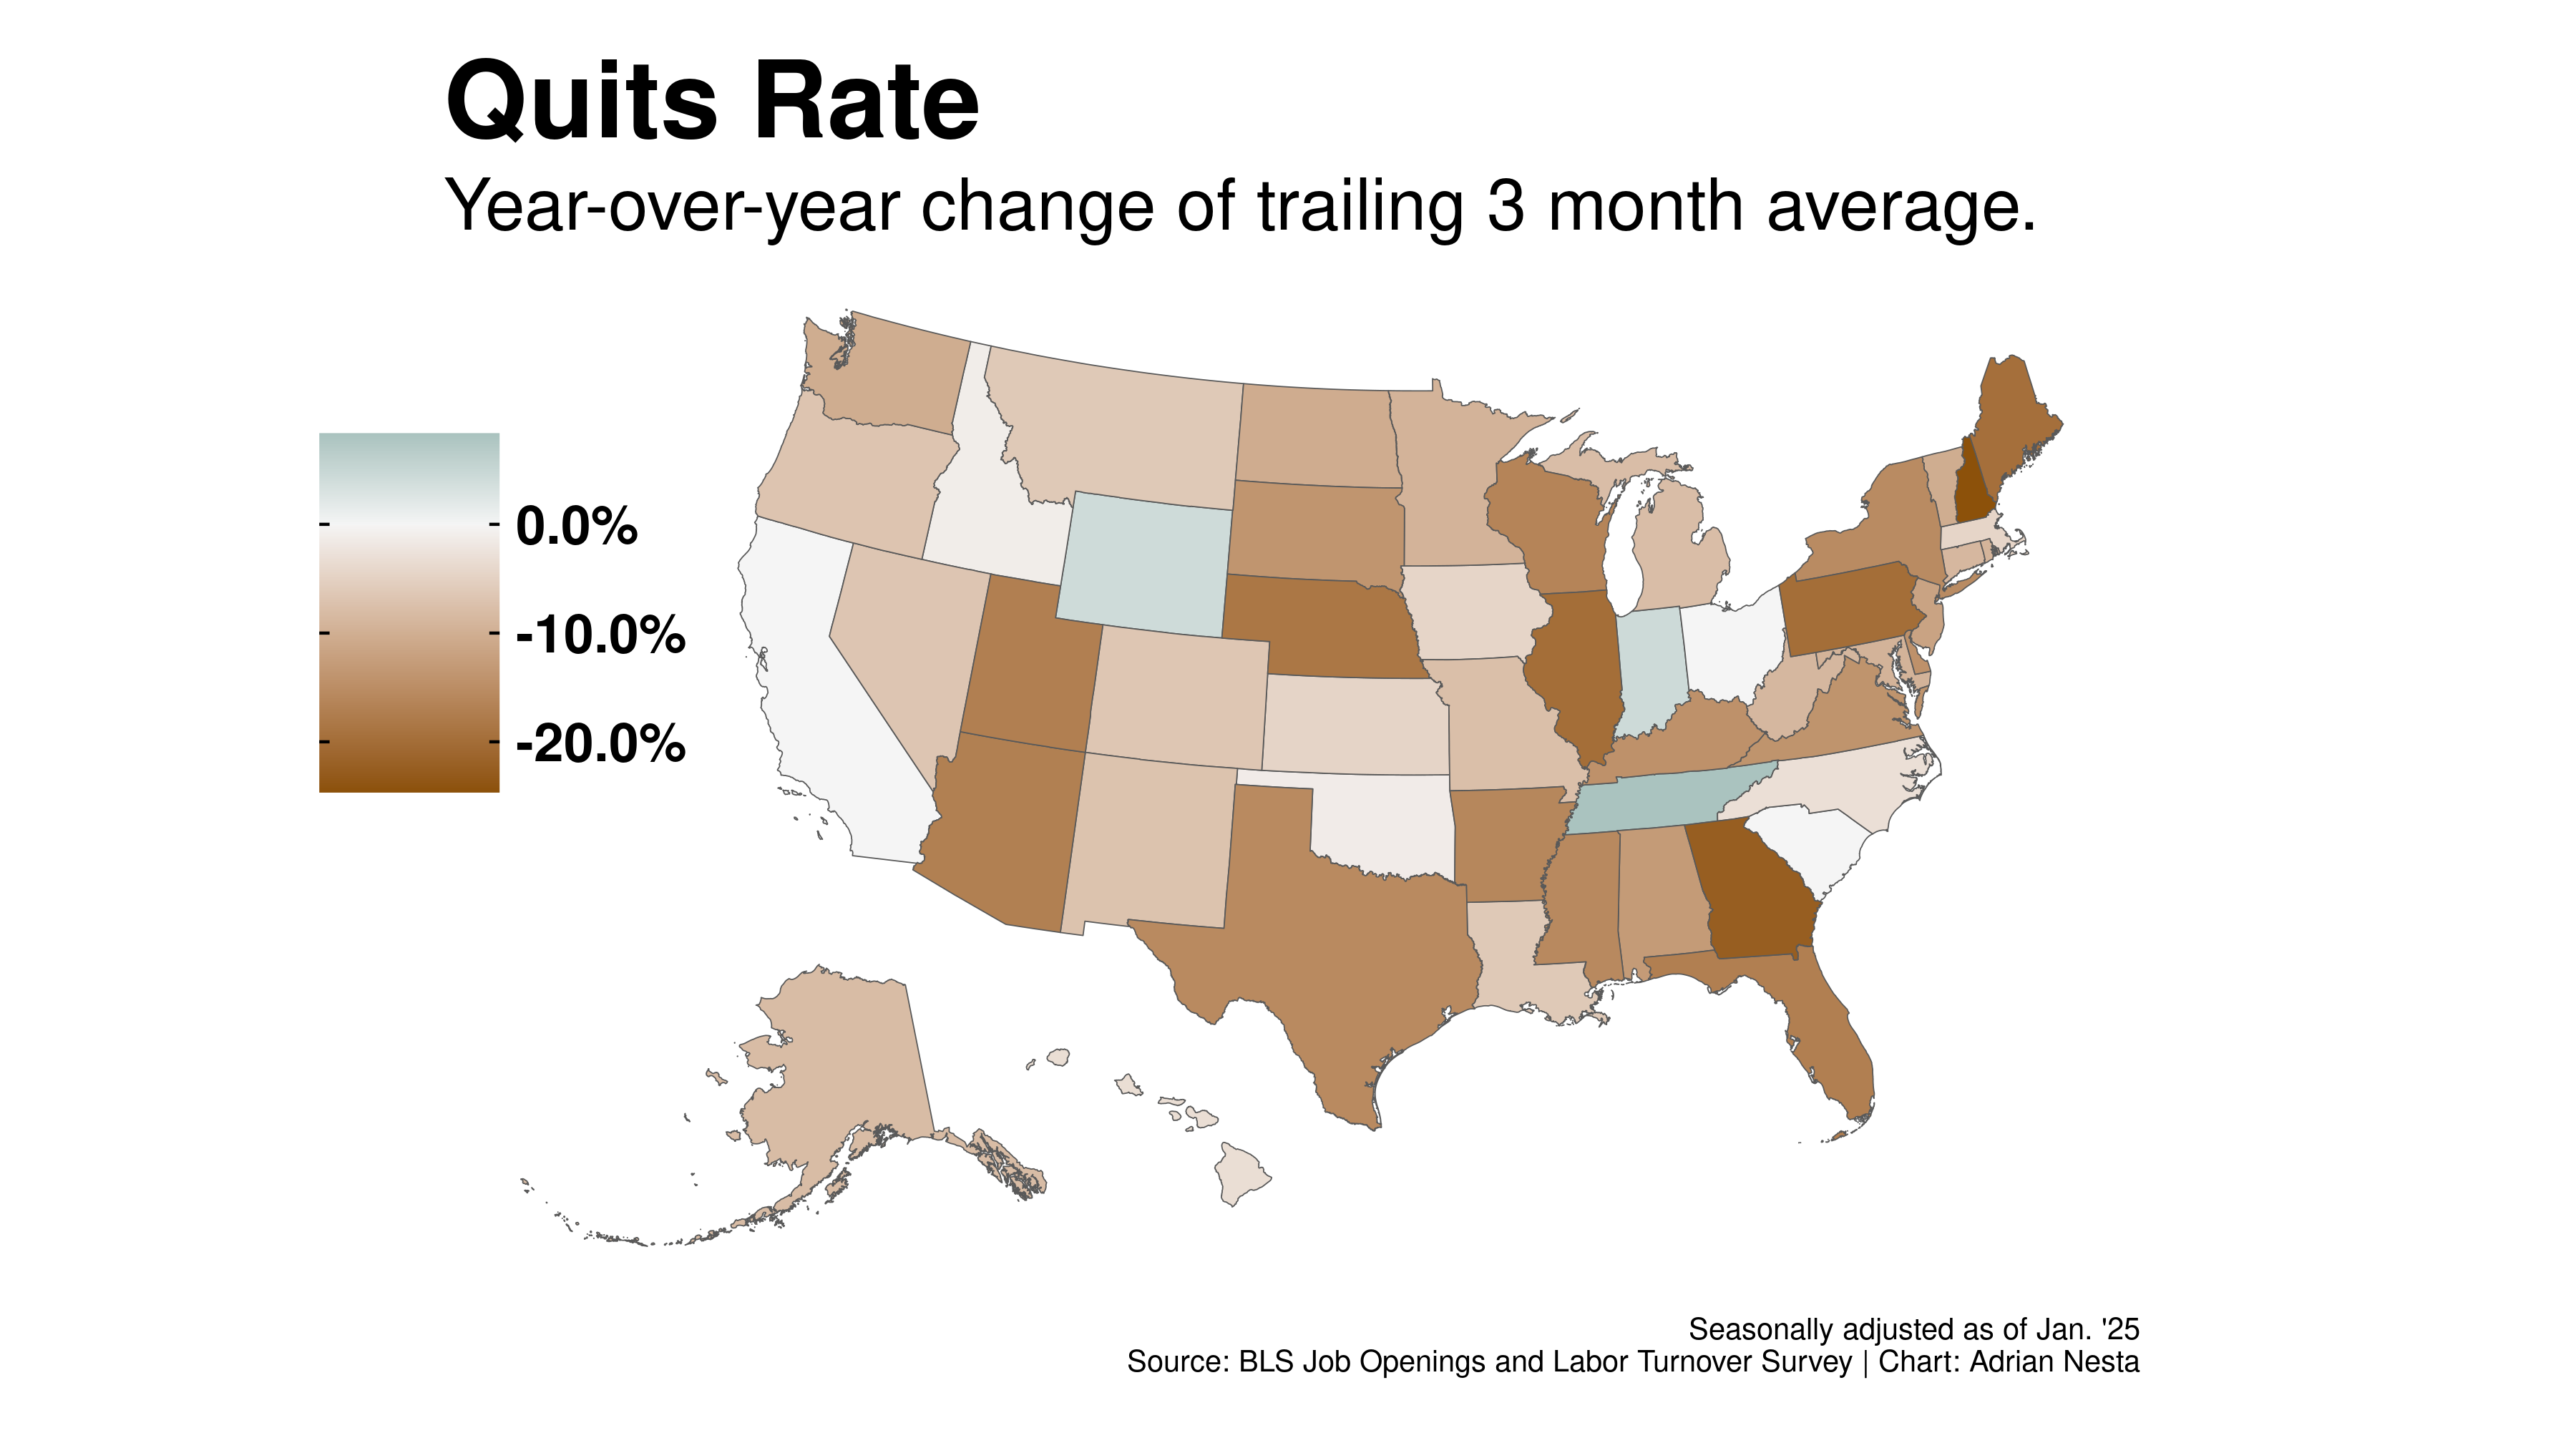 Quits Rate
Year-over-year change of trailing 3 month average.
0.0%
-10.0%
-20.0%
Seasonally adjusted as of Jan. '25
Source: BLS Job Openings and Labor Turnover Survey | Chart: Adrian Nesta